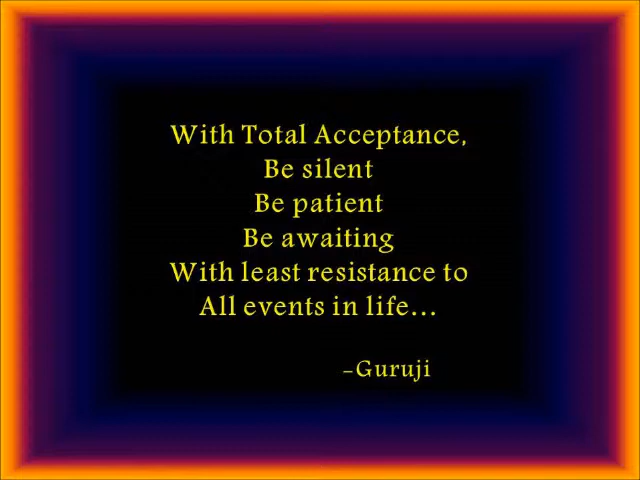 With Total Acceptance,
Be silent
Be patient
Be awaiting
With least resistance to
All events in life...
-Guruji